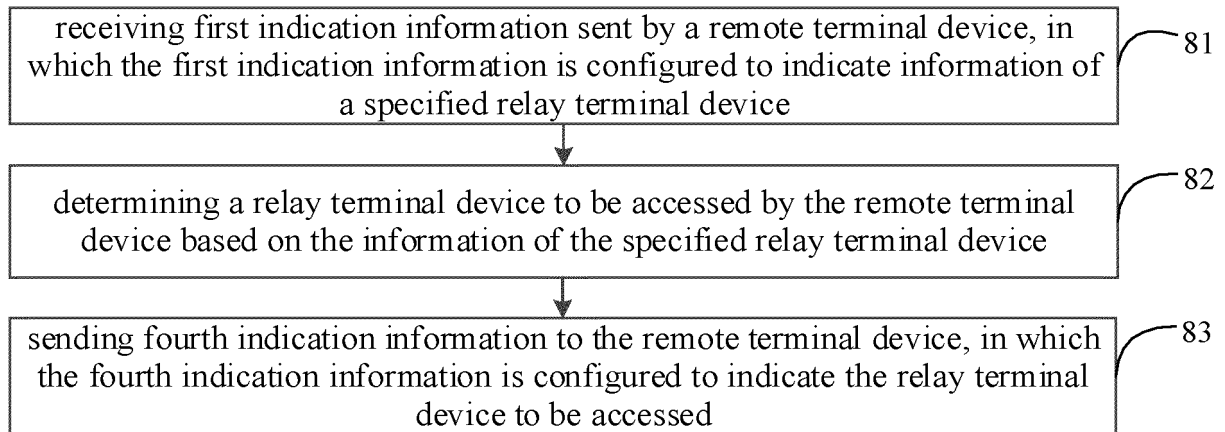 receiving first indication information sent by a remote terminal device, in
which the first indication information is configured to indicate information of
a specified relay terminal device
81
determining a relay terminal device to be accessed by the remote terminal
device based on the information of the specified relay terminal device
82
sending fourth indication information to the remote terminal device, in which
the fourth indication information is configured to indicate the relay terminal
device to be accessed
83